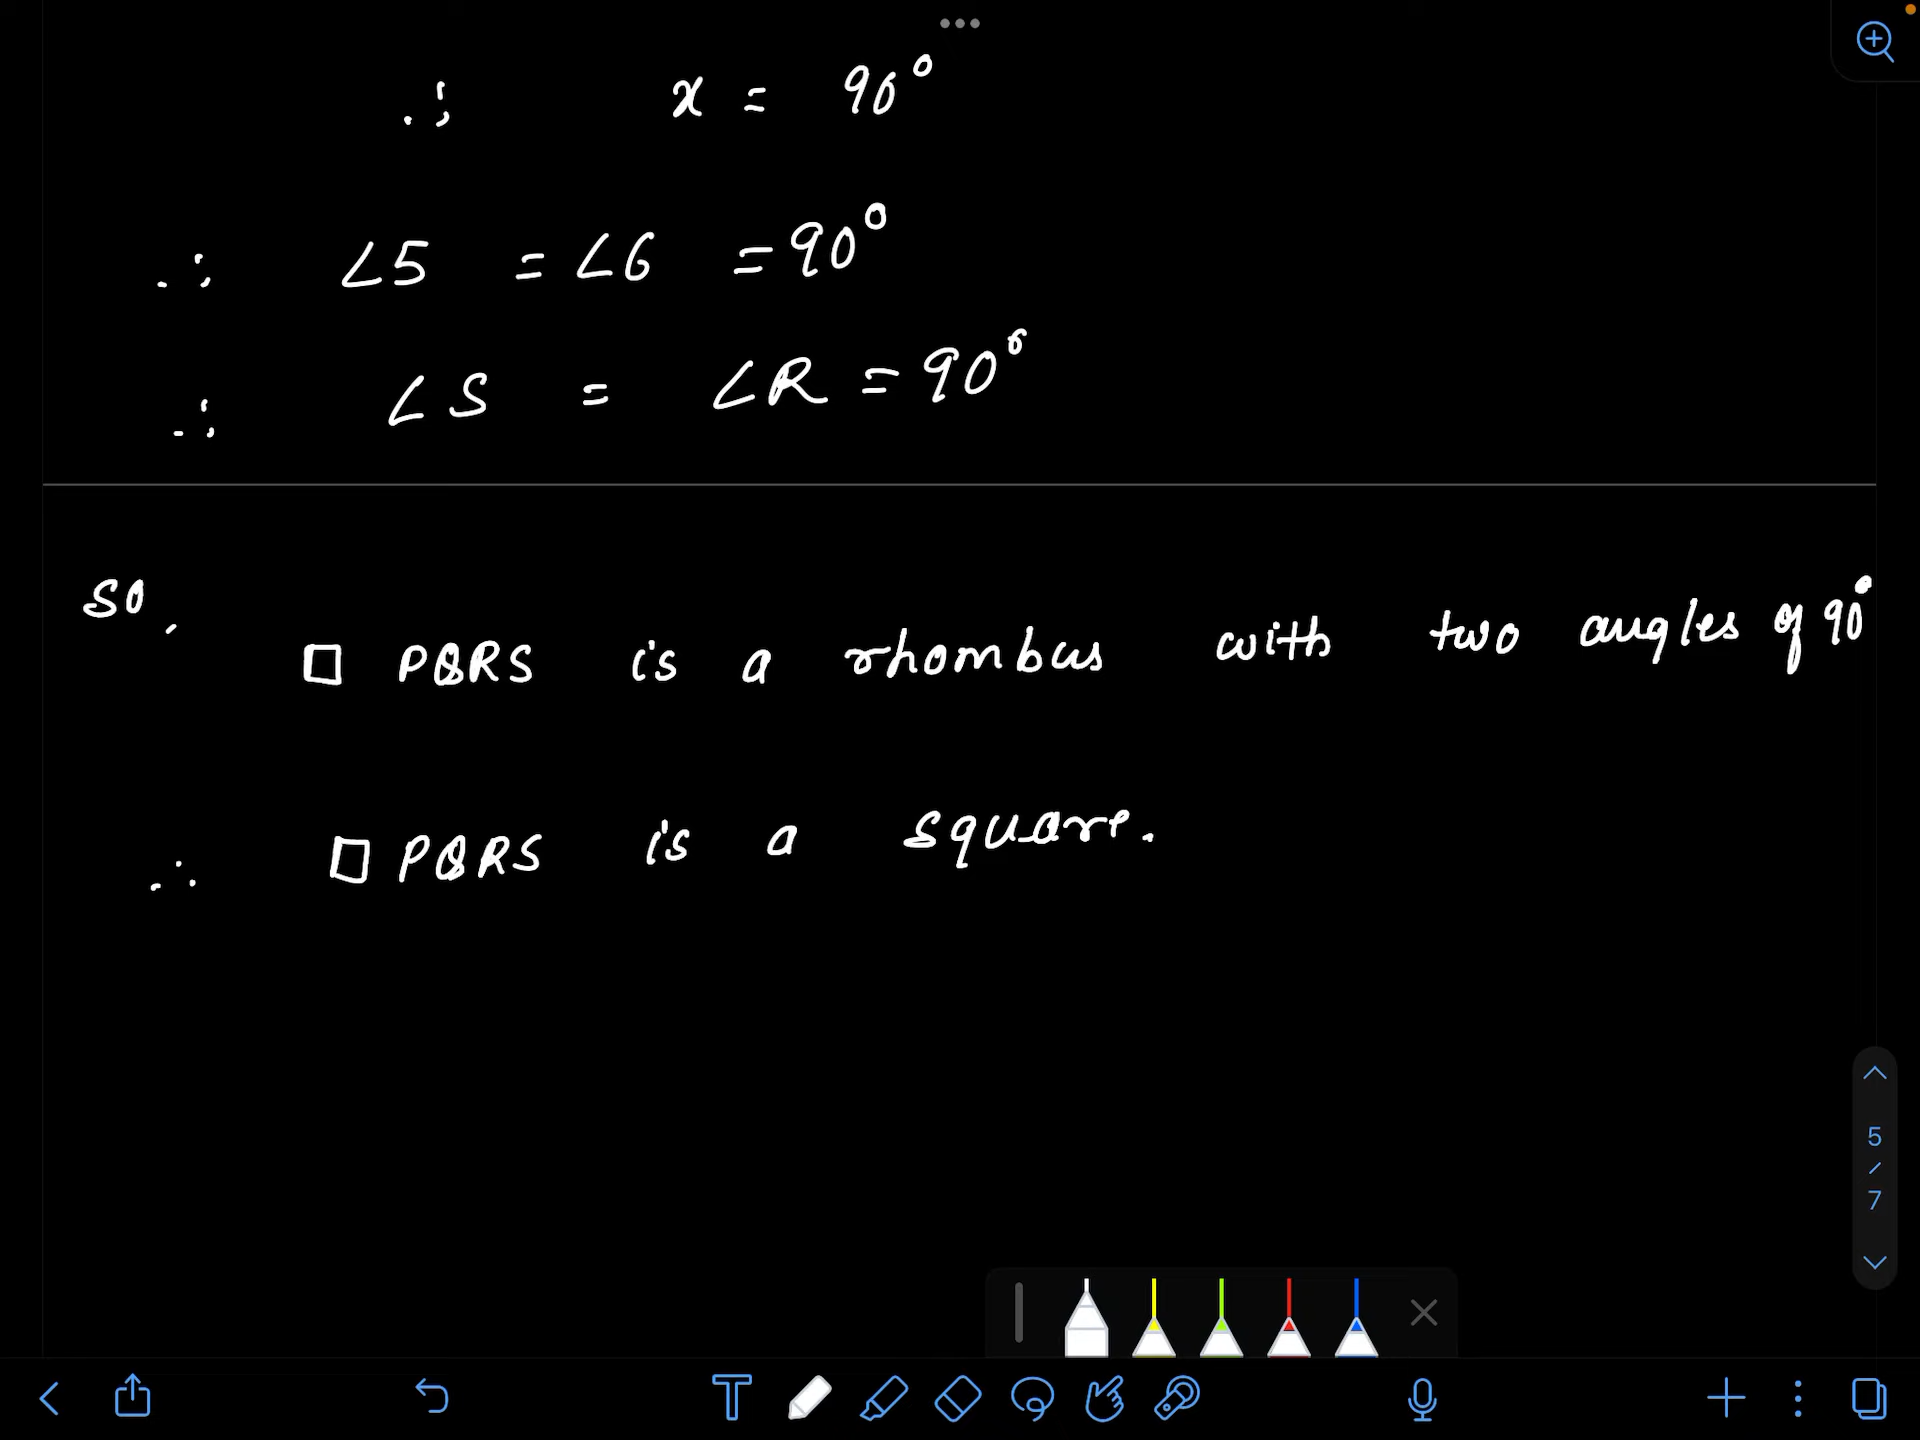 ∴ x = 90°
∴ ∠5 = ∠6 = 90°
∴ ∠S = ∠R = 90°
so, □ PQRS is a rhombus with two angles of 90°
∴ □ PQRS is a square.
5
/
7
T